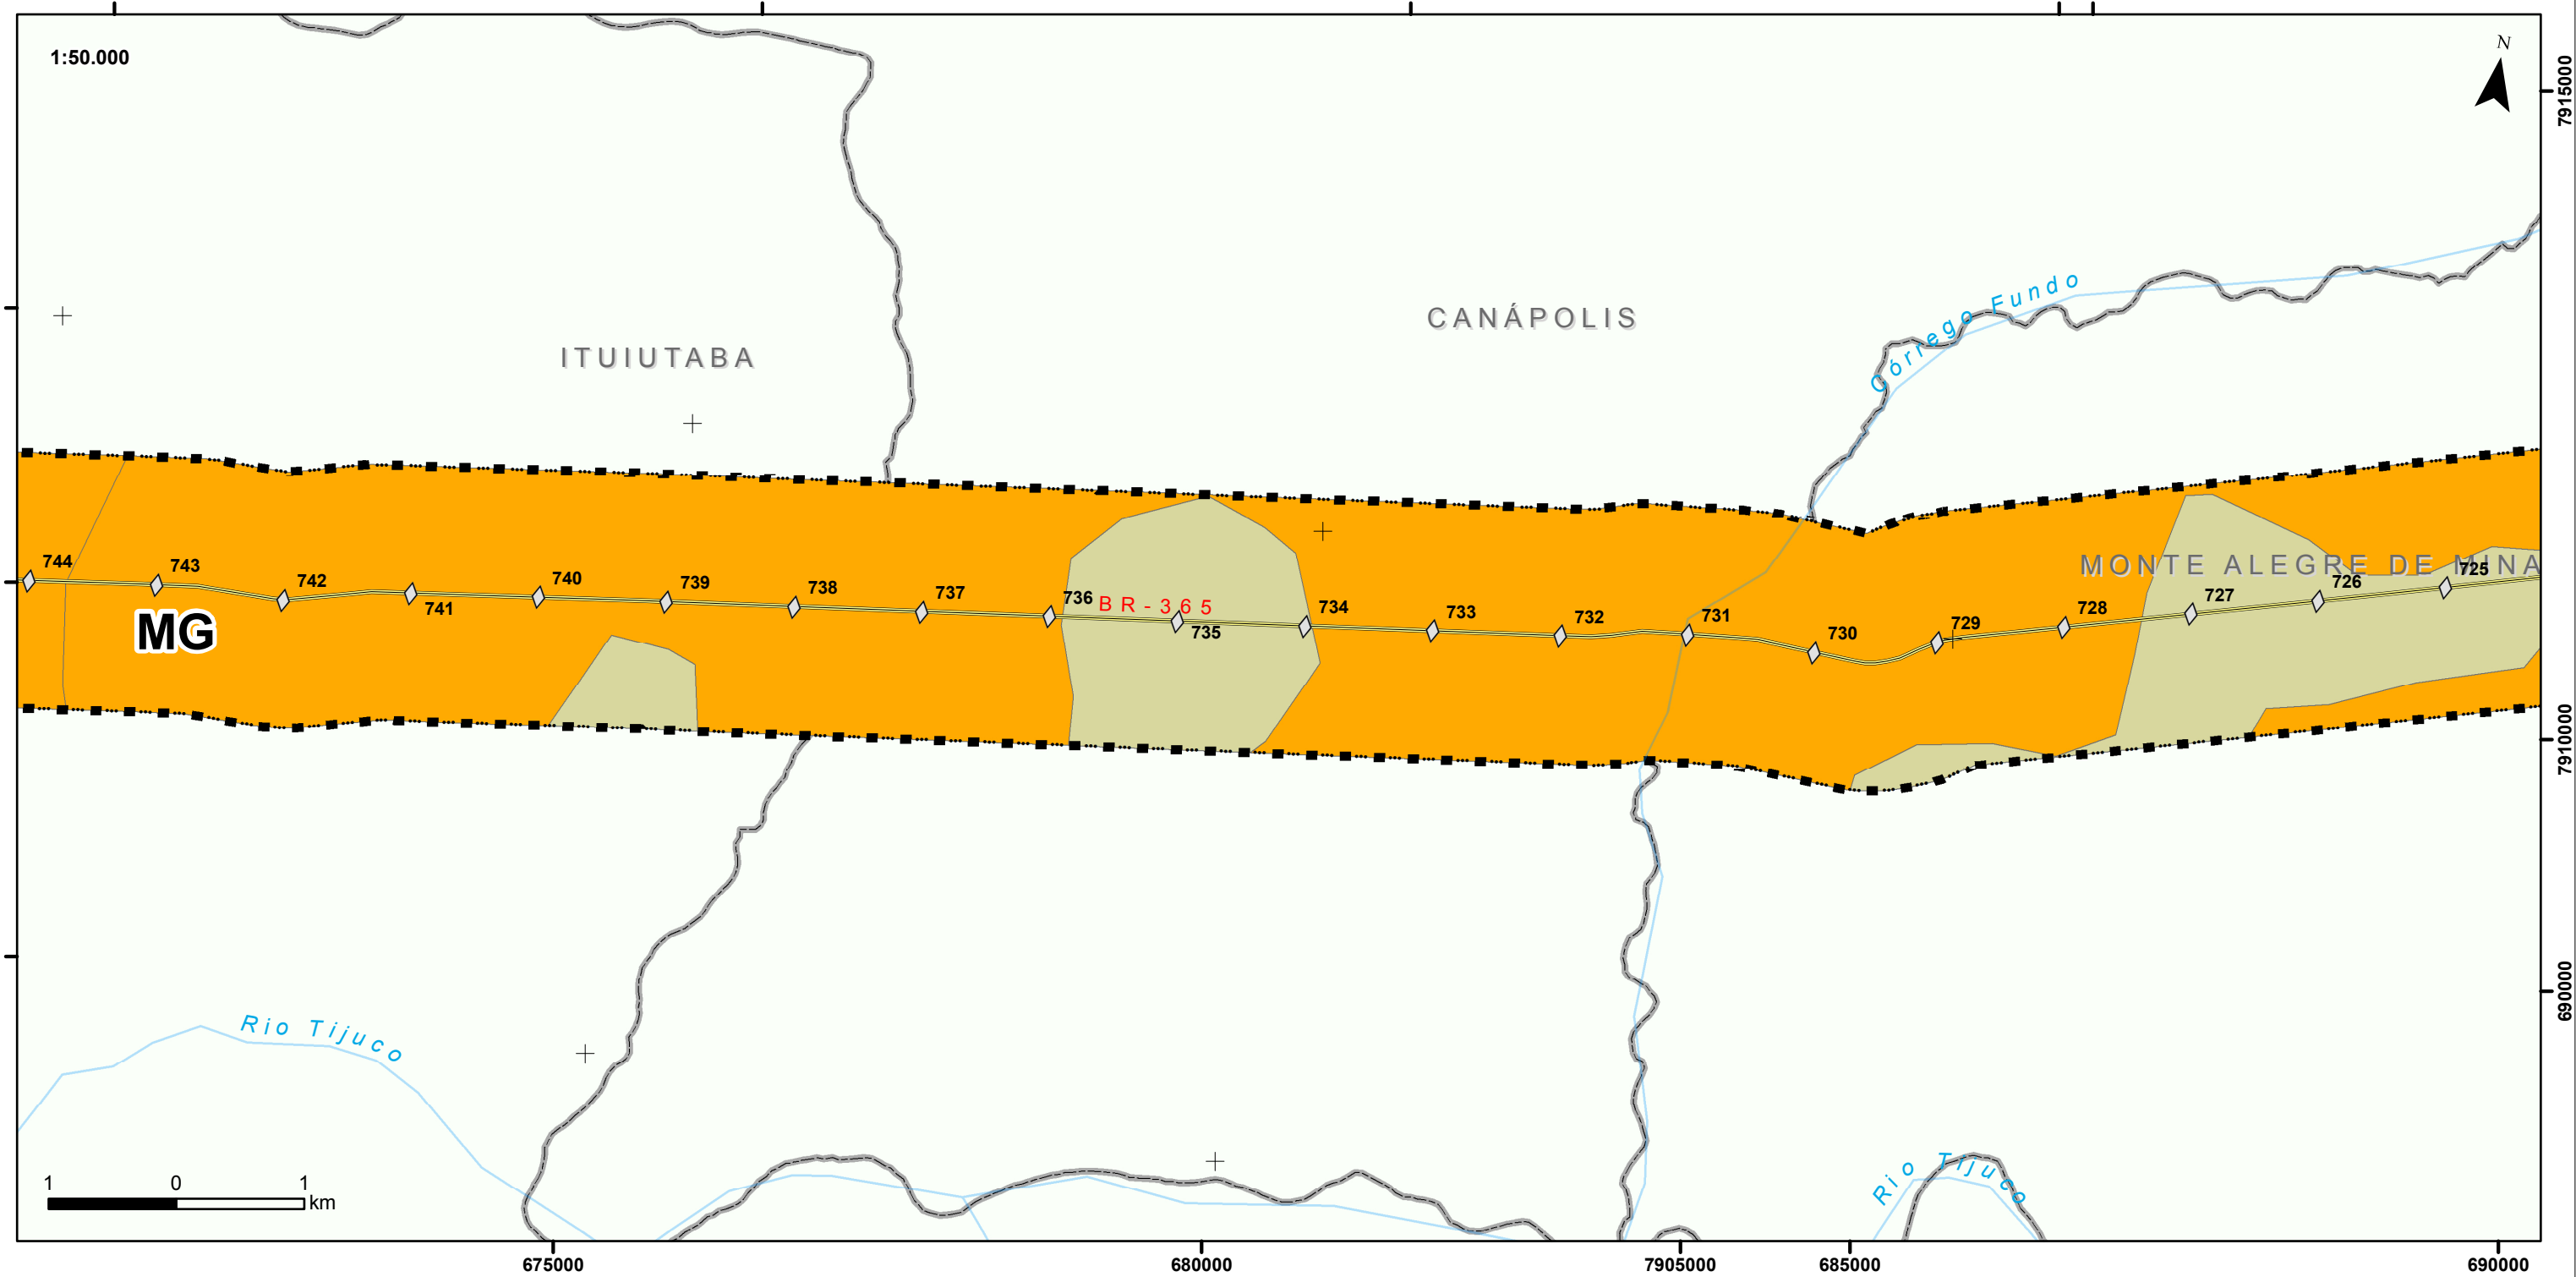 1:50.000
N
7915000
CANÁPOLIS
Córrego Fundo
ITUIUTABA
744
743
742
741
740
739
738
737
736
BR-365
735
734
733
732
731
730
729
728
727
726
725
MONTE ALEGRE DE MINA
MG
7910000
690000
Rio Tijuco
Rio Tijuco
1 0 1
km
675000
680000
7905000
685000
690000